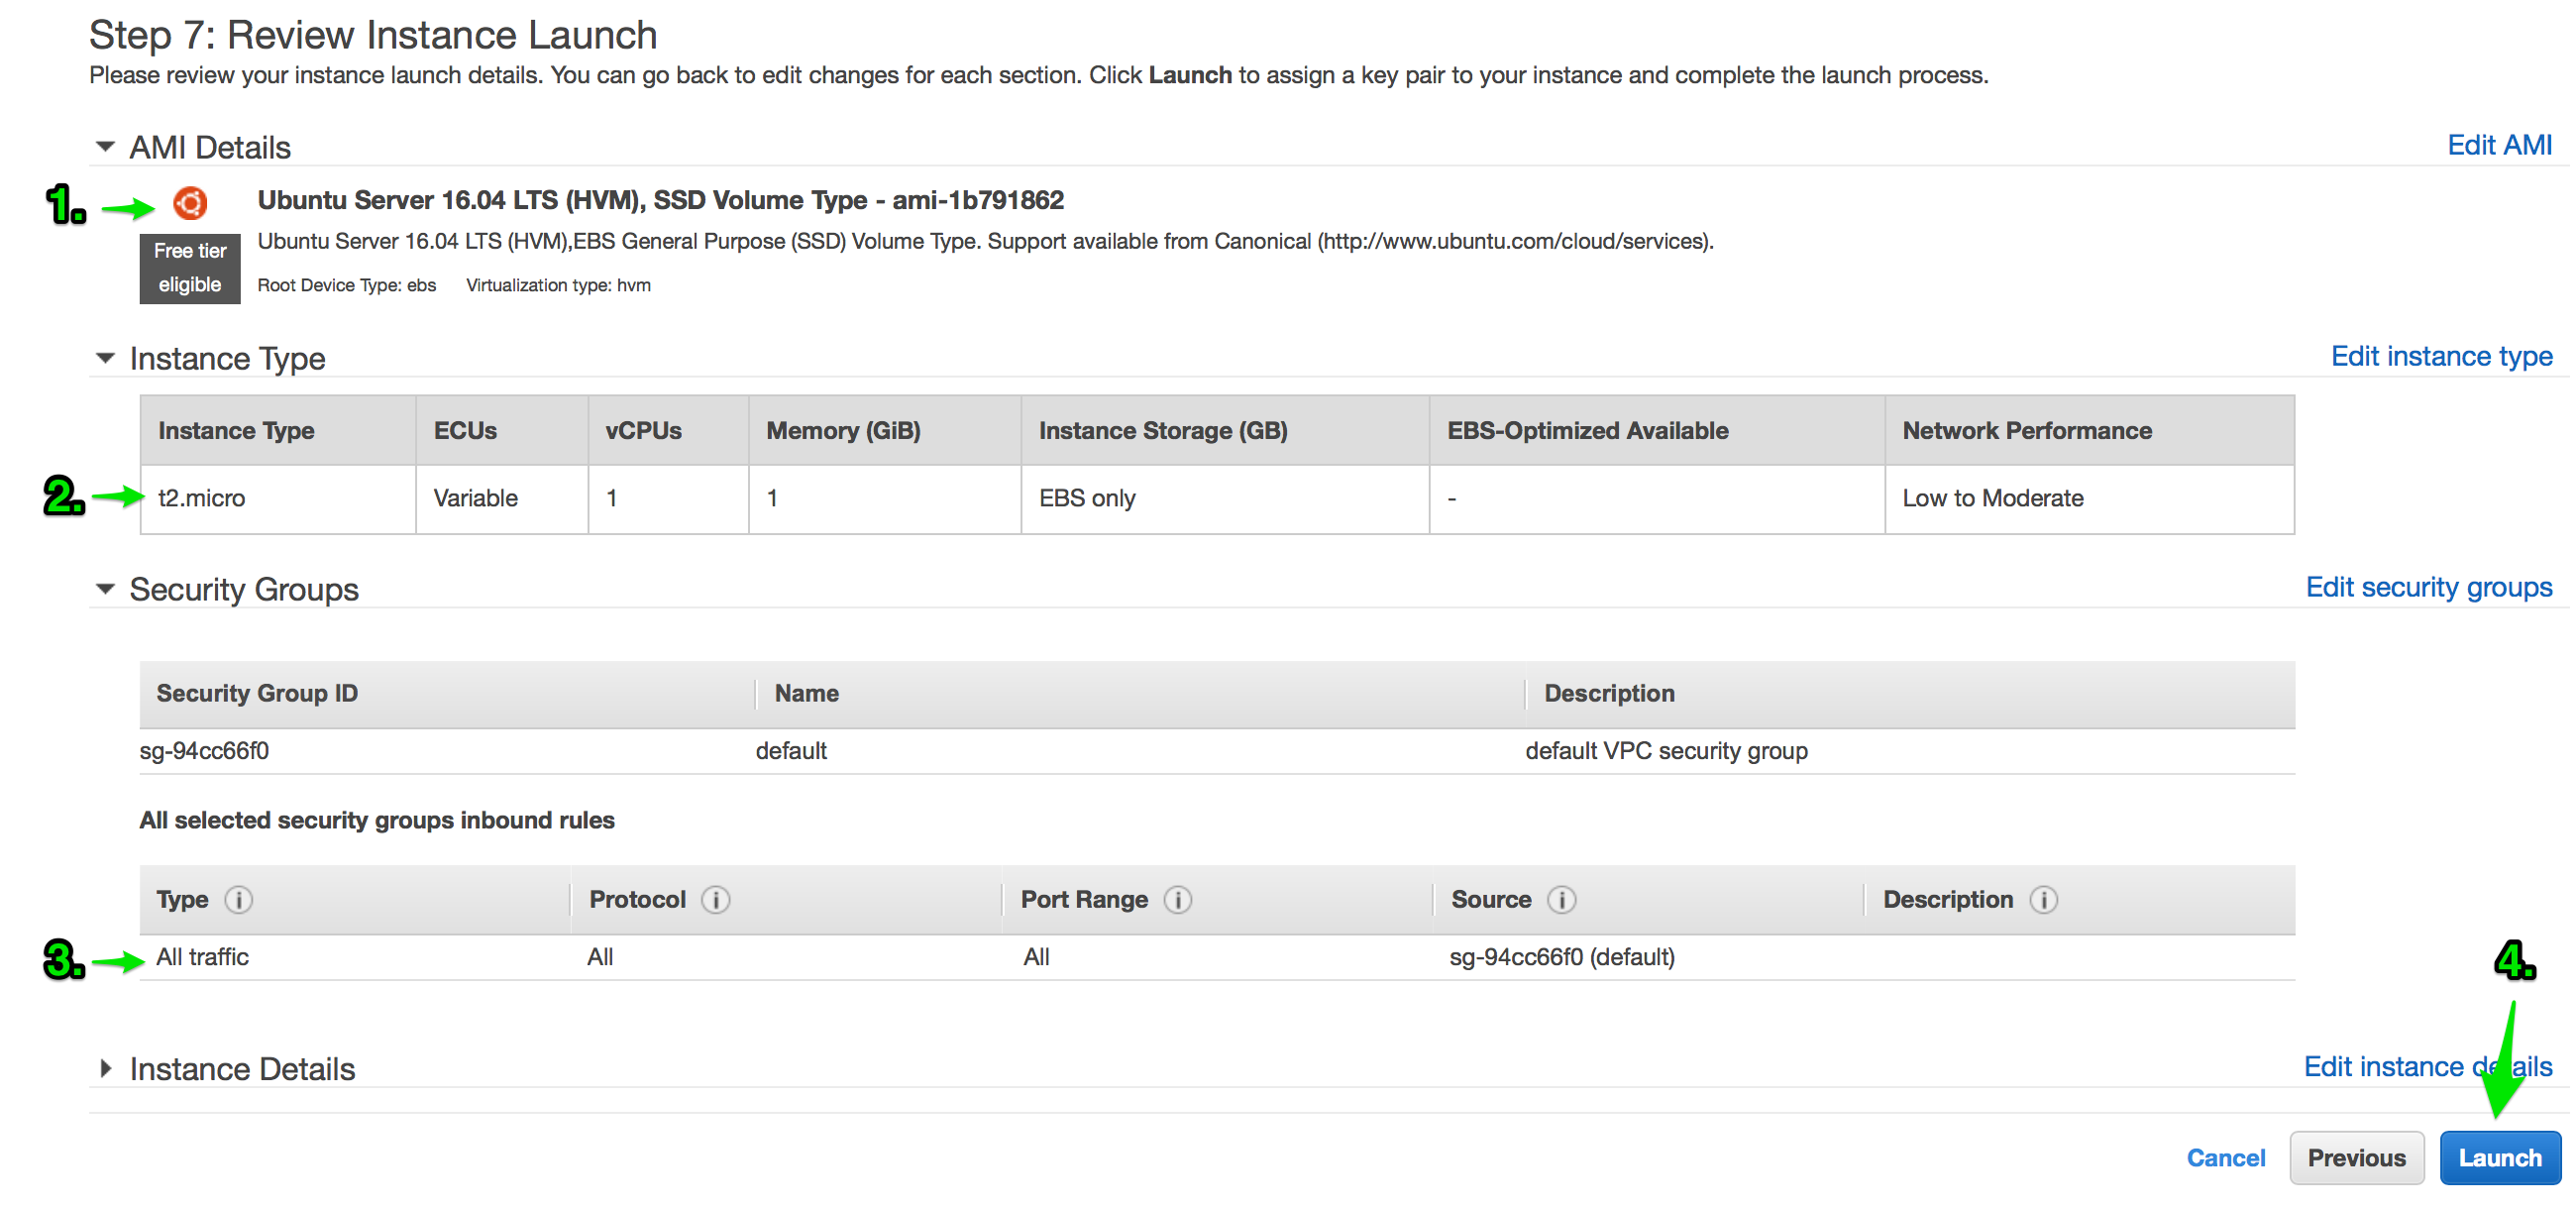 Step 7: Review Instance Launch
Please review your instance launch details. You can go back to edit changes for each section. Click Launch to assign a key pair to your instance and complete the launch process.
AMI Details Edit AMI
1. Ubuntu Server 16.04 LTS (HVM), SSD Volume Type - ami-1b791862
Free tier eligible
Ubuntu Server 16.04 LTS (HVM),EBS General Purpose (SSD) Volume Type. Support available from Canonical (http://www.ubuntu.com/cloud/services).
Root Device Type: ebs Virtualization type: hvm
Instance Type Edit instance type
Instance Type ECUs vCPUs Memory (GiB) Instance Storage (GB) EBS-Optimized Available Network Performance
2. t2.micro Variable 1 1 EBS only - Low to Moderate
Security Groups Edit security groups
Security Group ID Name Description
sg-94cc66f0 default default VPC security group
All selected security groups inbound rules
Type i Protocol i Port Range i Source i Description i
3. All traffic All All sg-94cc66f0 (default)
4.
Instance Details Edit instance details
Cancel Previous Launch